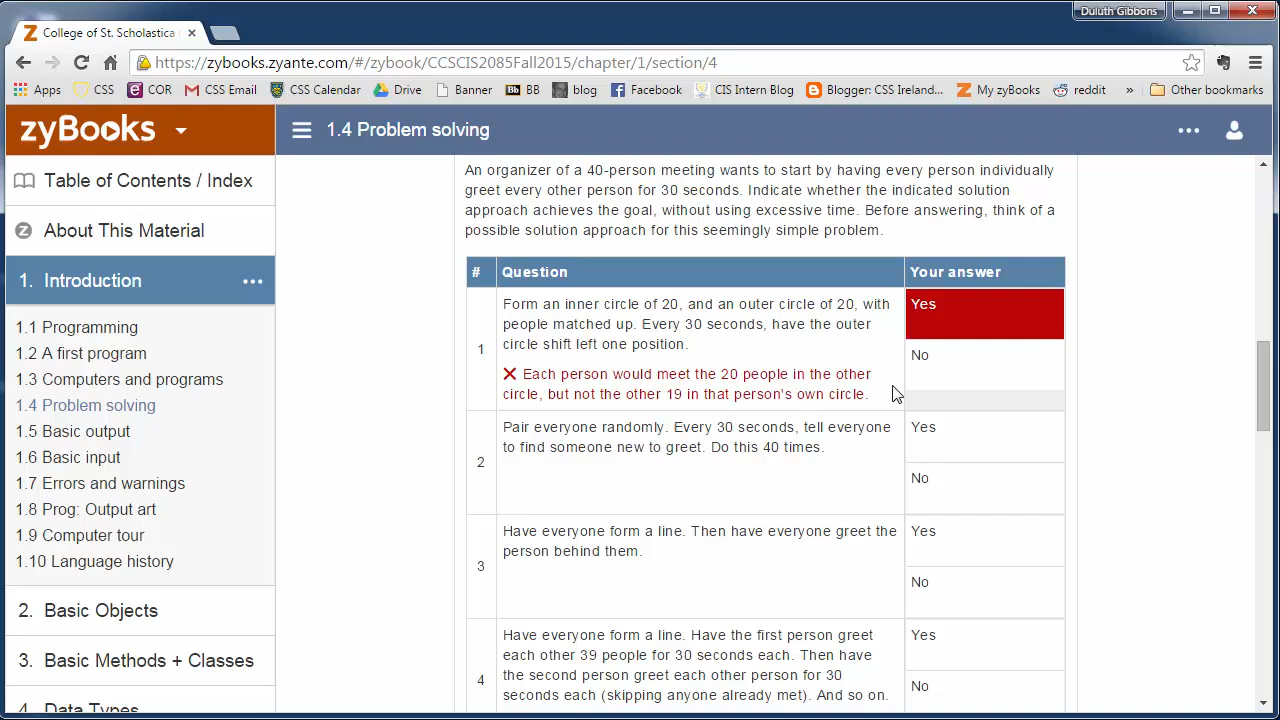 Duluth Gibbons
College of St. Scholastica
https://zybooks.zyante.com/#/zybook/CCSCIS2085Fall2015/chapter/1/section/4
Apps CSS COR CSS Email CSS Calendar Drive Banner Bb BB blog Facebook CIS Intern Blog Blogger: CSS Ireland... My zyBooks reddit » Other bookmarks
zyBooks
1.4 Problem solving
Table of Contents / Index
About This Material
1. Introduction
1.1 Programming
1.2 A first program
1.3 Computers and programs
1.4 Problem solving
1.5 Basic output
1.6 Basic input
1.7 Errors and warnings
1.8 Prog: Output art
1.9 Computer tour
1.10 Language history
2. Basic Objects
3. Basic Methods + Classes
4. Data Types
An organizer of a 40-person meeting wants to start by having every person individually
greet every other person for 30 seconds. Indicate whether the indicated solution
approach achieves the goal, without using excessive time. Before answering, think of a
possible solution approach for this seemingly simple problem.
# Question Your answer
1
Form an inner circle of 20, and an outer circle of 20, with
people matched up. Every 30 seconds, have the outer
circle shift left one position.
Each person would meet the 20 people in the other
circle, but not the other 19 in that person's own circle.
Yes
No
2
Pair everyone randomly. Every 30 seconds, tell everyone
to find someone new to greet. Do this 40 times.
Yes
No
3
Have everyone form a line. Then have everyone greet the
person behind them.
Yes
No
4
Have everyone form a line. Have the first person greet
each other 39 people for 30 seconds each. Then have
the second person greet each other person for 30
seconds each (skipping anyone already met). And so on.
Yes
No